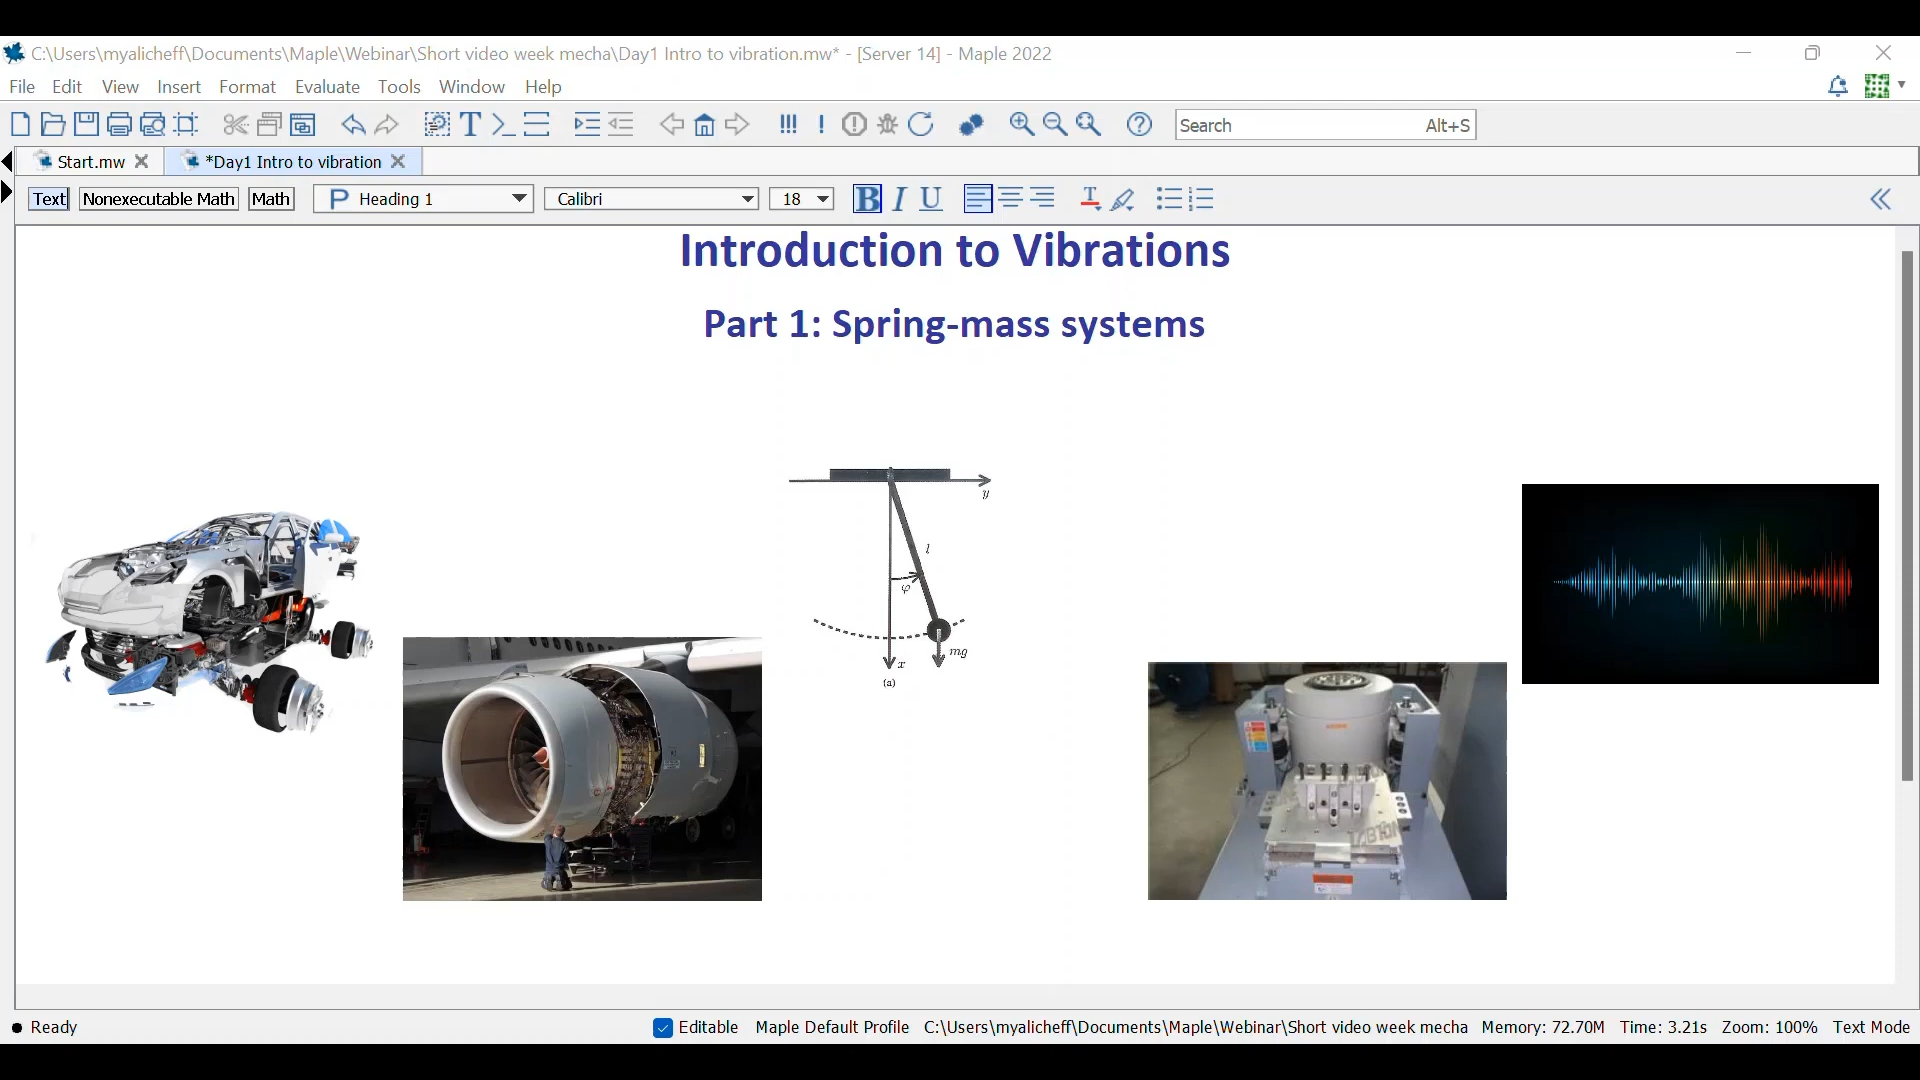 C:\Users\myalicheff\Documents\Maple\Webinar\Short video week mecha\Day1 Intro to vibration.mw* - [Server 14] - Maple 2022
File Edit View Insert Format Evaluate Tools Window Help
Search Alt+S
Start.mw *Day1 Intro to vibration
Text Nonexecutable Math Math P Heading 1 Calibri 18 B I U
Introduction to Vibrations
Part 1: Spring-mass systems
y
l
φ
mg
x
(a)
Ready Editable Maple Default Profile C:\Users\myalicheff\Documents\Maple\Webinar\Short video week mecha Memory: 72.70M Time: 3.21s Zoom: 100% Text Mode